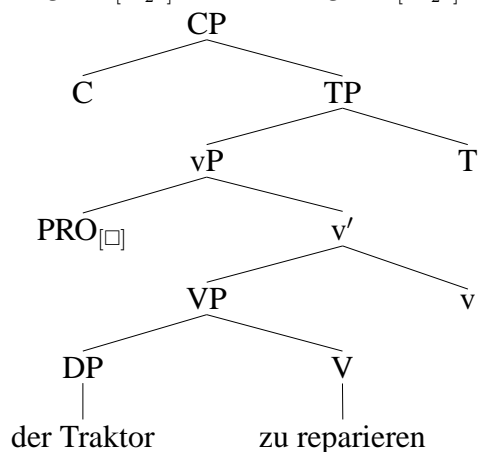 CP
C TP
vP T
PRO[□] v′
VP v
DP V
der Traktor zu reparieren